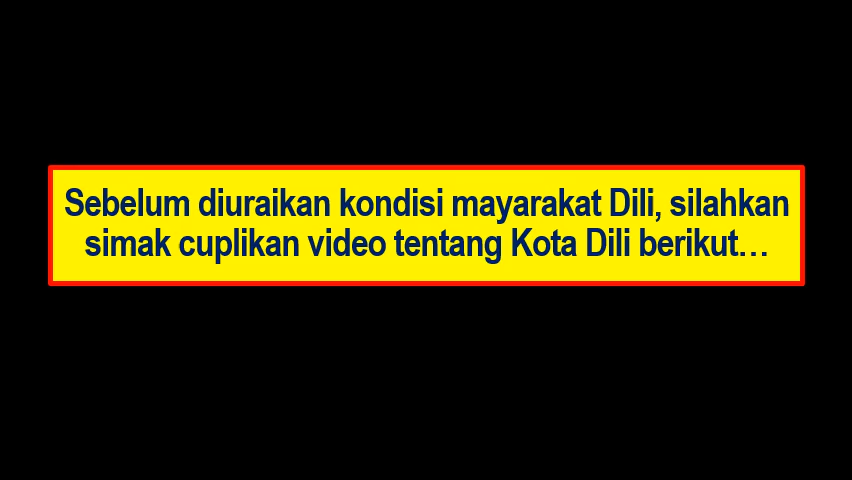 Sebelum diuraikan kondisi mayarakat Dili, silahkan
simak cuplikan video tentang Kota Dili berikut…